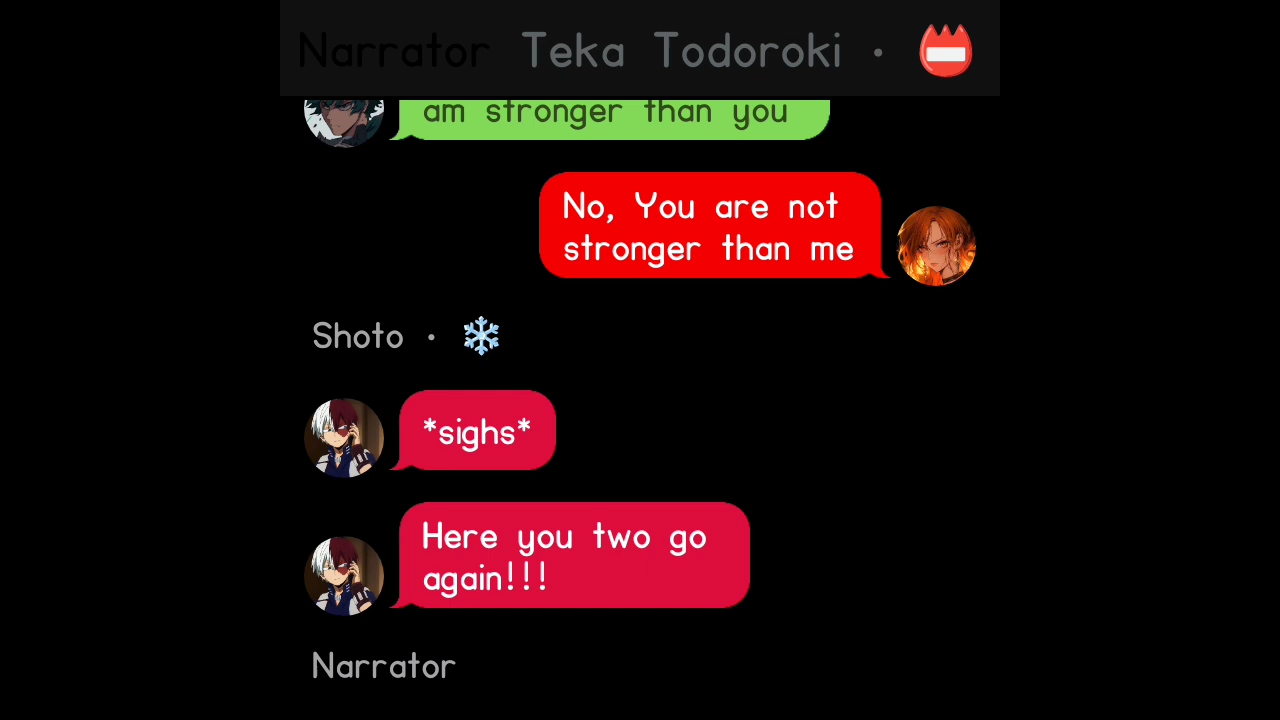 Narrator Teka Todoroki •
am stronger than you
No, You are not
stronger than me
Shoto •
*sighs*
Here you two go
again!!!
Narrator